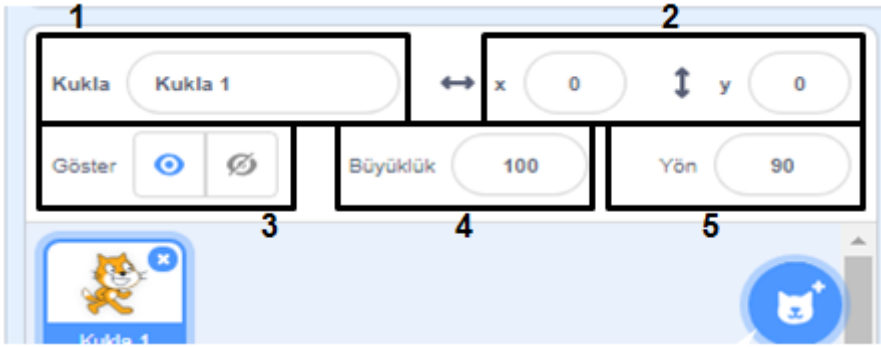 1 2
Kukla Kukla 1 x 0 y 0
Göster Büyüklük 100 Yön 90
3 4 5
Kukla 1